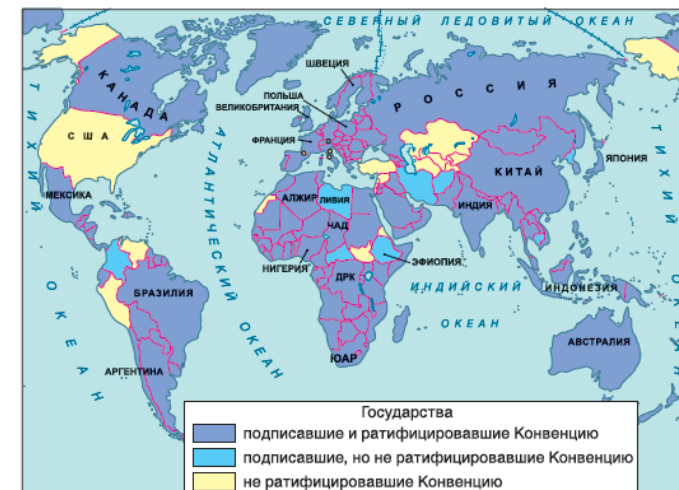 СЕВЕРНЫЙ ЛЕДОВИТЫЙ ОКЕАН
ШВЕЦИЯ
ПОЛЬША
ВЕЛИКОБРИТАНИЯ
ФРАНЦИЯ
РОССИЯ
КАНАДА
США
ТИХИЙ
ОКЕАН
МЕКСИКА
АТЛАНТИЧЕСКИЙ ОКЕАН
АЛЖИР
ЛИВИЯ
ЧАД
НИГЕРИЯ
ДРК
ЭФИОПИЯ
КИТАЙ
ИНДИЯ
ЯПОНИЯ
ТИХИЙ
ОКЕАН
БРАЗИЛИЯ
ИНДИЙСКИЙ
ОКЕАН
ИНДОНЕЗИЯ
АВСТРАЛИЯ
АРГЕНТИНА
ЮАР
Государства
подписавшие и ратифицировавшие Конвенцию
подписавшие, но не ратифицировавшие Конвенцию
не ратифицировавшие Конвенцию